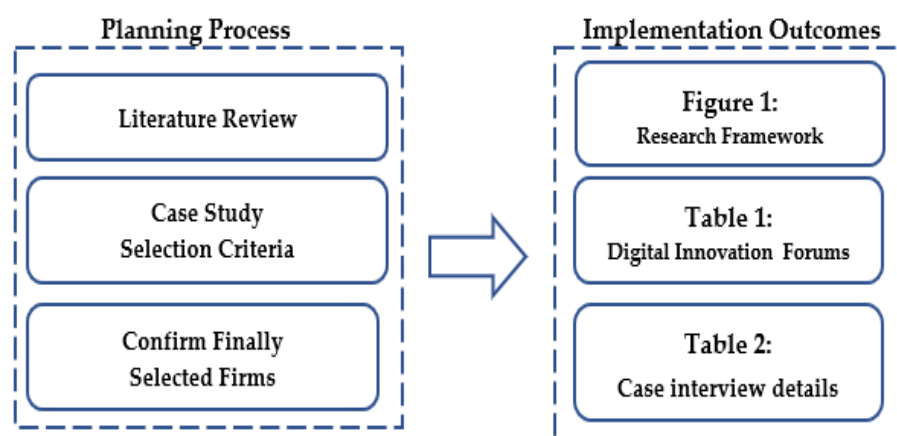 Planning Process
Literature Review
Case Study
Selection Criteria
Confirm Finally
Selected Firms
Implementation Outcomes
Figure 1:
Research Framework
Table 1:
Digital Innovation Forums
Table 2:
Case interview details